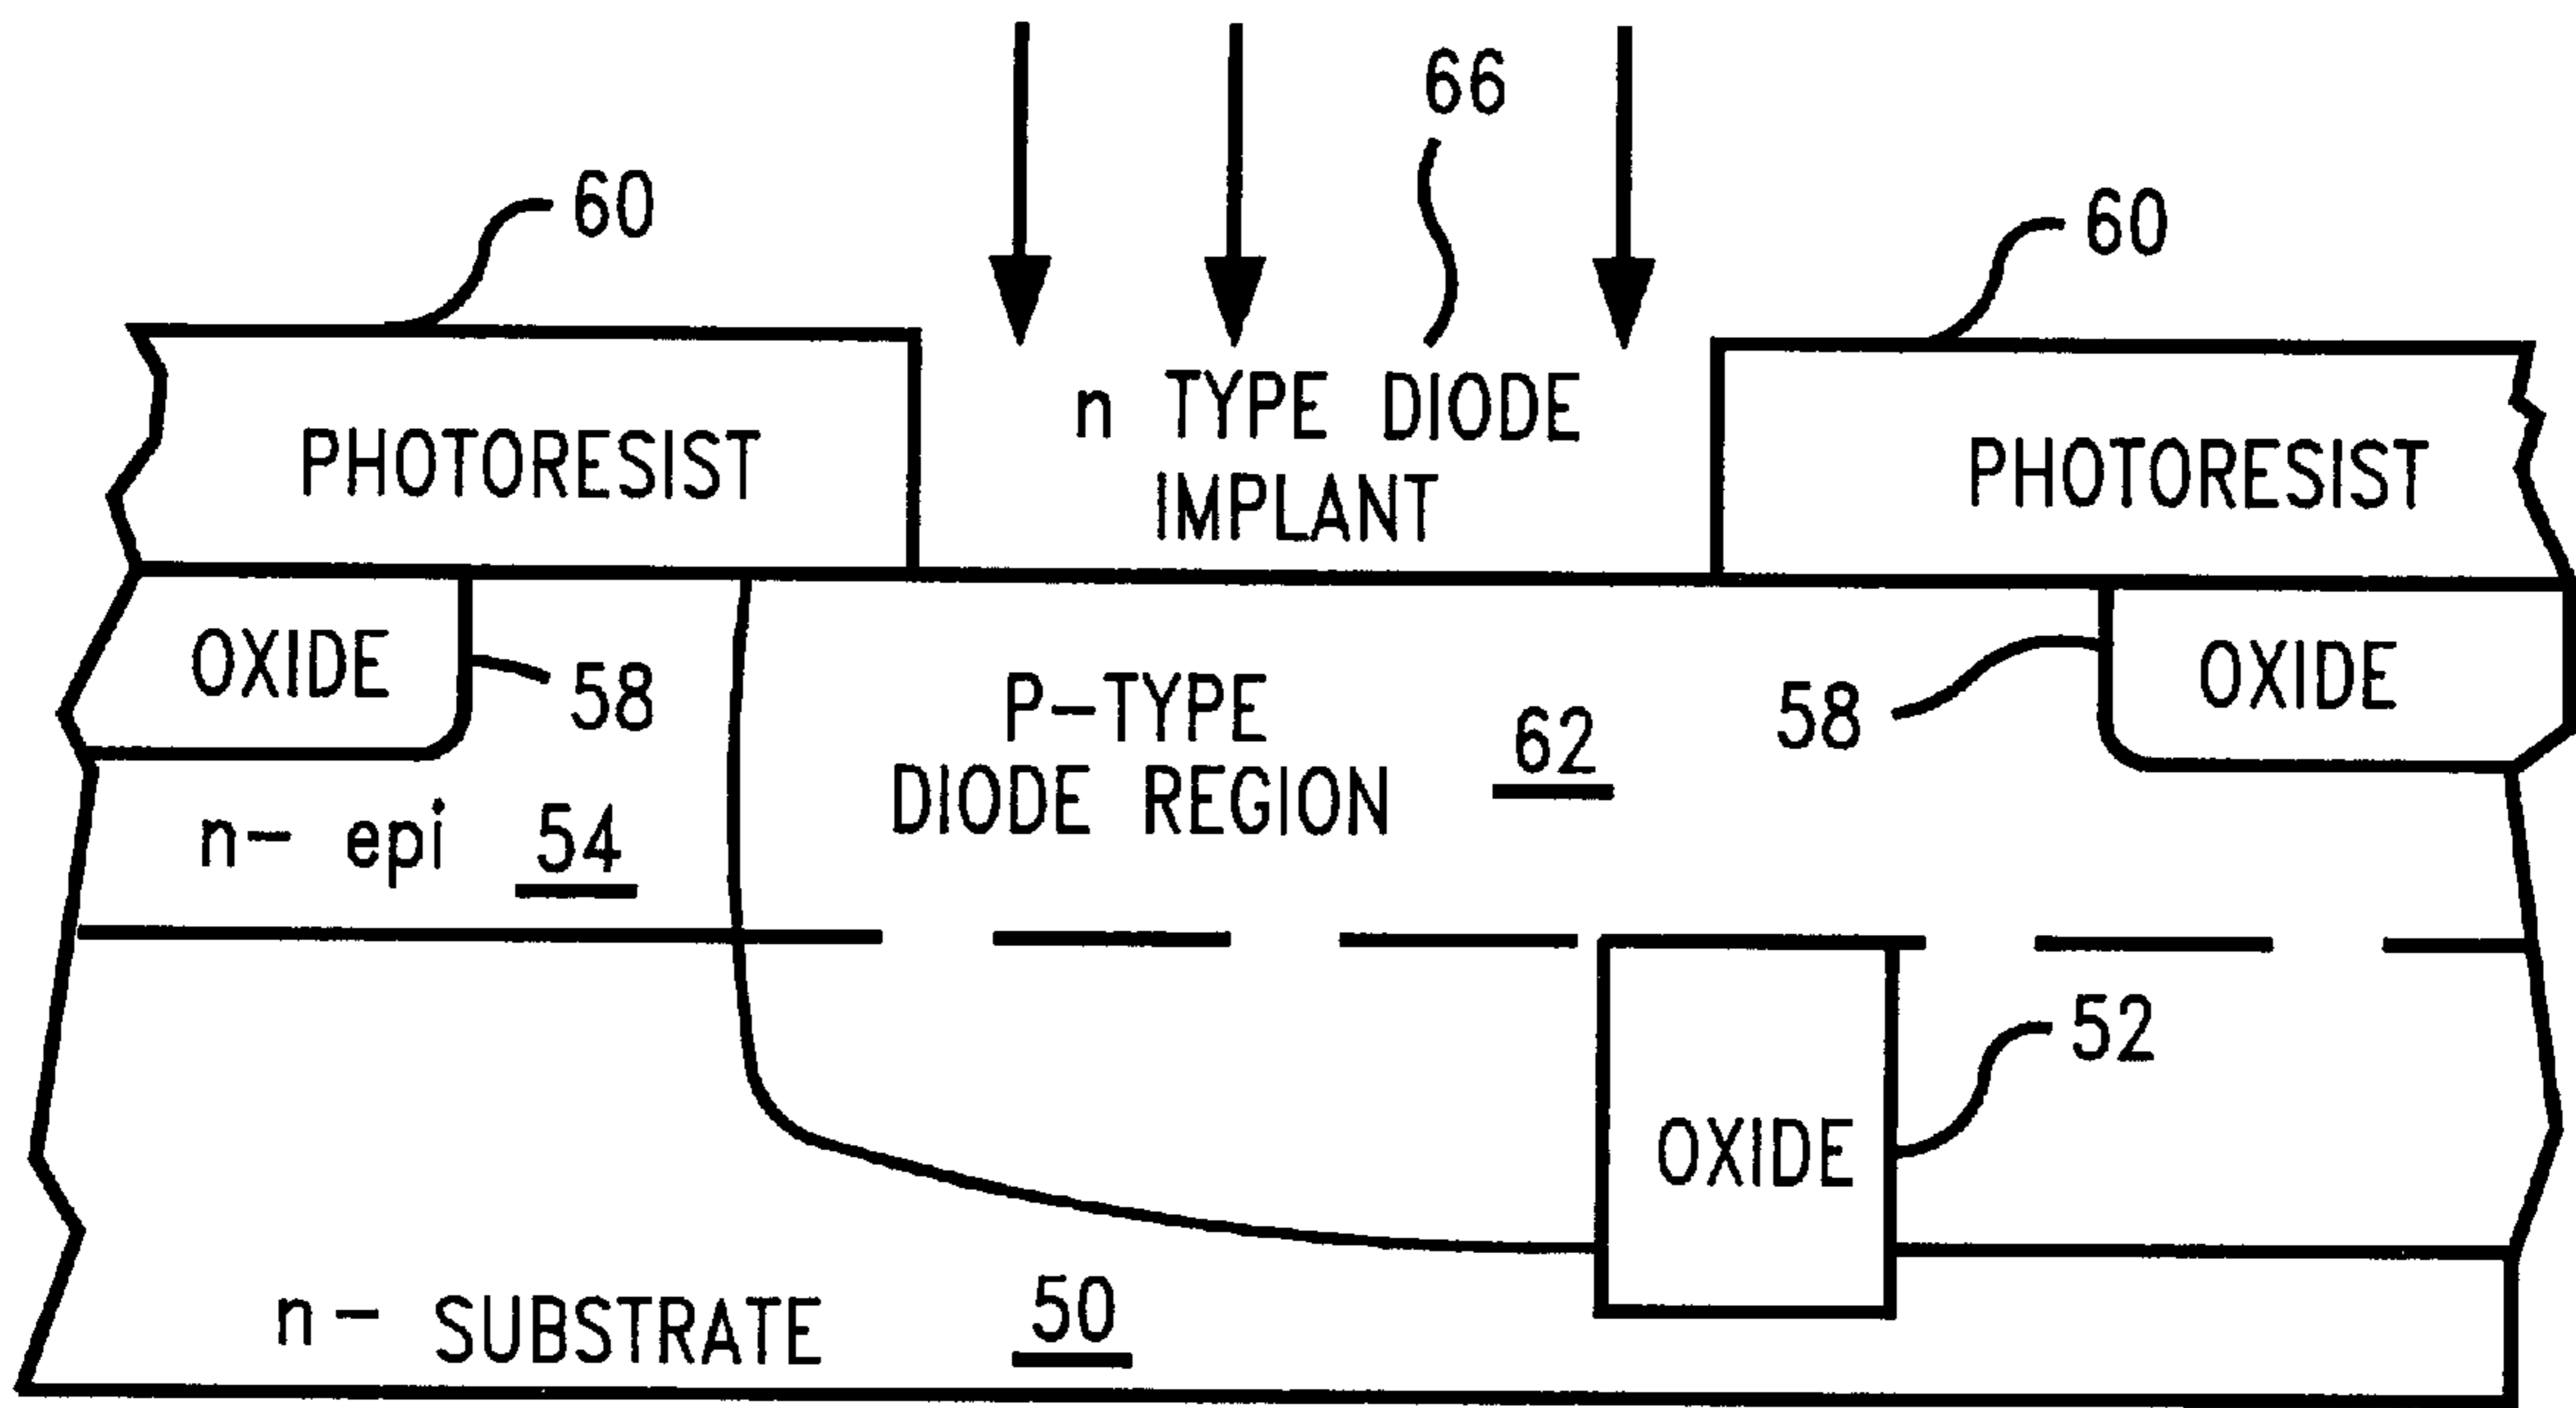 66
60
60
n TYPE DIODE
IMPLANT
PHOTORESIST
PHOTORESIST
OXIDE
58
P-TYPE
DIODE REGION
62
58
OXIDE
n- epi 54
52
OXIDE
n- SUBSTRATE 50